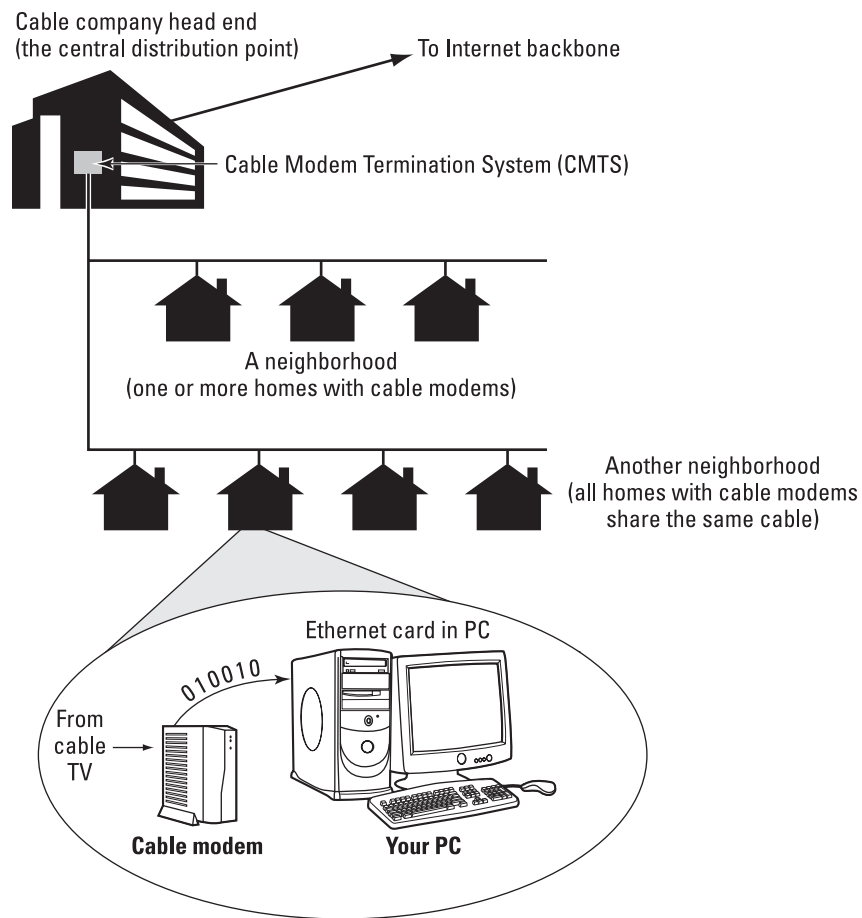 Cable company head end
(the central distribution point)
To Internet backbone
Cable Modem Termination System (CMTS)
A neighborhood
(one or more homes with cable modems)
Another neighborhood
(all homes with cable modems
share the same cable)
Ethernet card in PC
010010
From
cable
TV
Cable modem
Your PC